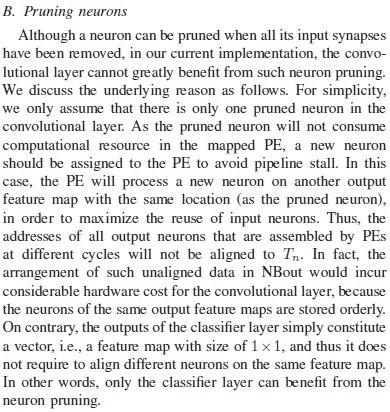 B. Pruning neurons
Although a neuron can be pruned when all its input synapses
have been removed, in our current implementation, the convo-
lutional layer cannot greatly benefit from such neuron pruning.
We discuss the underlying reason as follows. For simplicity,
we only assume that there is only one pruned neuron in the
convolutional layer. As the pruned neuron will not consume
computational resource in the mapped PE, a new neuron
should be assigned to the PE to avoid pipeline stall. In this
case, the PE will process a new neuron on another output
feature map with the same location (as the pruned neuron),
in order to maximize the reuse of input neurons. Thus, the
addresses of all output neurons that are assembled by PEs
at different cycles will not be aligned to Tn. In fact, the
arrangement of such unaligned data in NBout would incur
considerable hardware cost for the convolutional layer, because
the neurons of the same output feature maps are stored orderly.
On contrary, the outputs of the classifier layer simply constitute
a vector, i.e., a feature map with size of 1×1, and thus it does
not require to align different neurons on the same feature map.
In other words, only the classifier layer can benefit from the
neuron pruning.